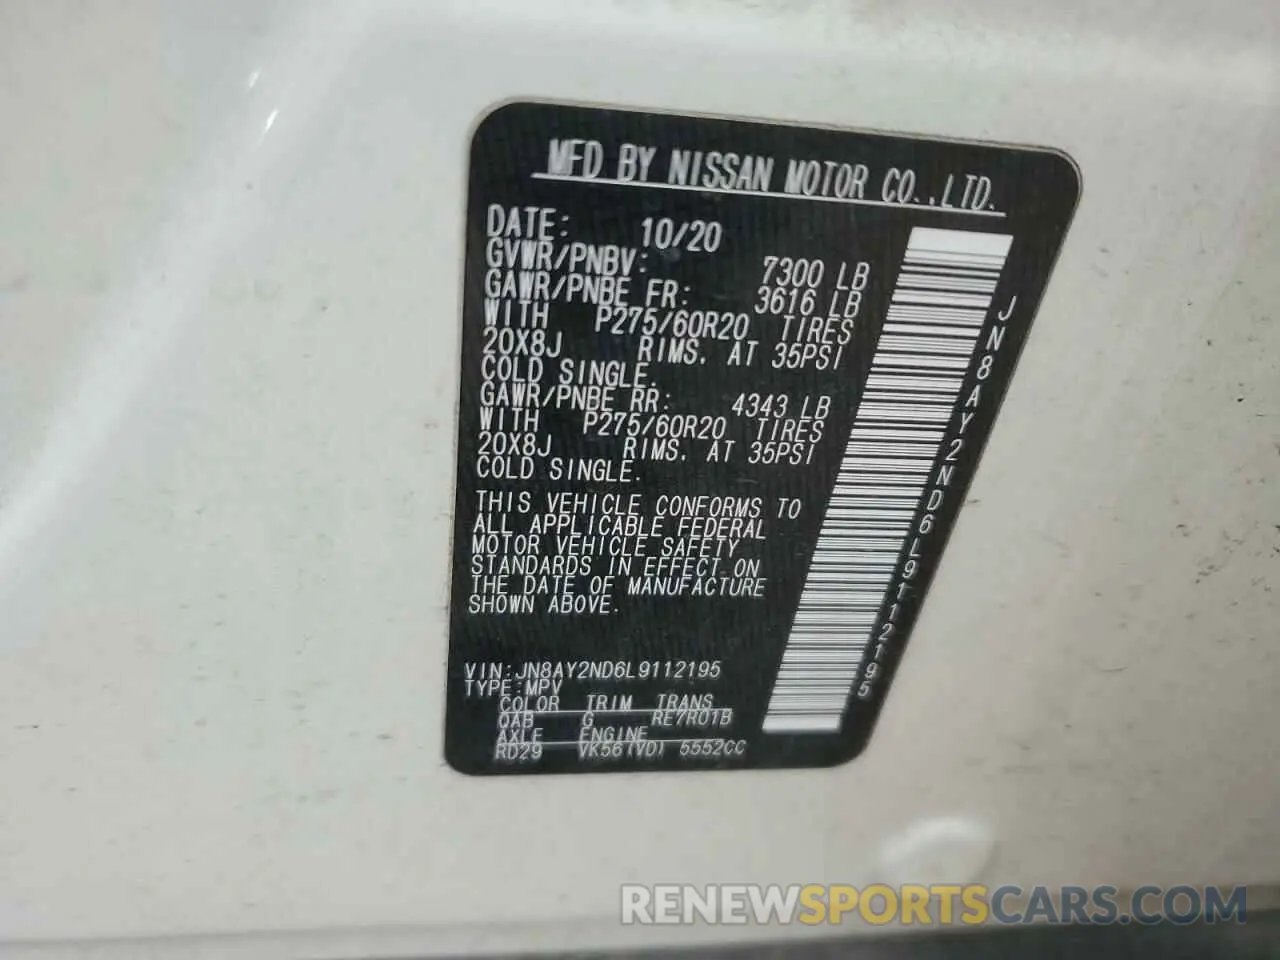 MFD BY NISSAN MOTOR CO.,LTD.
DATE: 10/20
GVWR/PNBV: 7300 LB
GAWR/PNBE FR: 3616 LB
WITH P275/60R20 TIRES
20X8J RIMS. AT 35PSI
COLD SINGLE.
GAWR/PNBE RR: 4343 LB
WITH P275/60R20 TIRES
20X8J RIMS. AT 35PSI
COLD SINGLE.
THIS VEHICLE CONFORMS TO
ALL APPLICABLE FEDERAL
MOTOR VEHICLE SAFETY
STANDARDS IN EFFECT ON
THE DATE OF MANUFACTURE
SHOWN ABOVE.
VIN:JN8AY2ND6L9112195
TYPE:MPV
COLOR TRIM TRANS
QAB G RE7R01B
AXLE ENGINE
RD29 VK56(VD) 5552CC
JN8AY2ND6L9112195
RENEWSPORTSCARS.COM